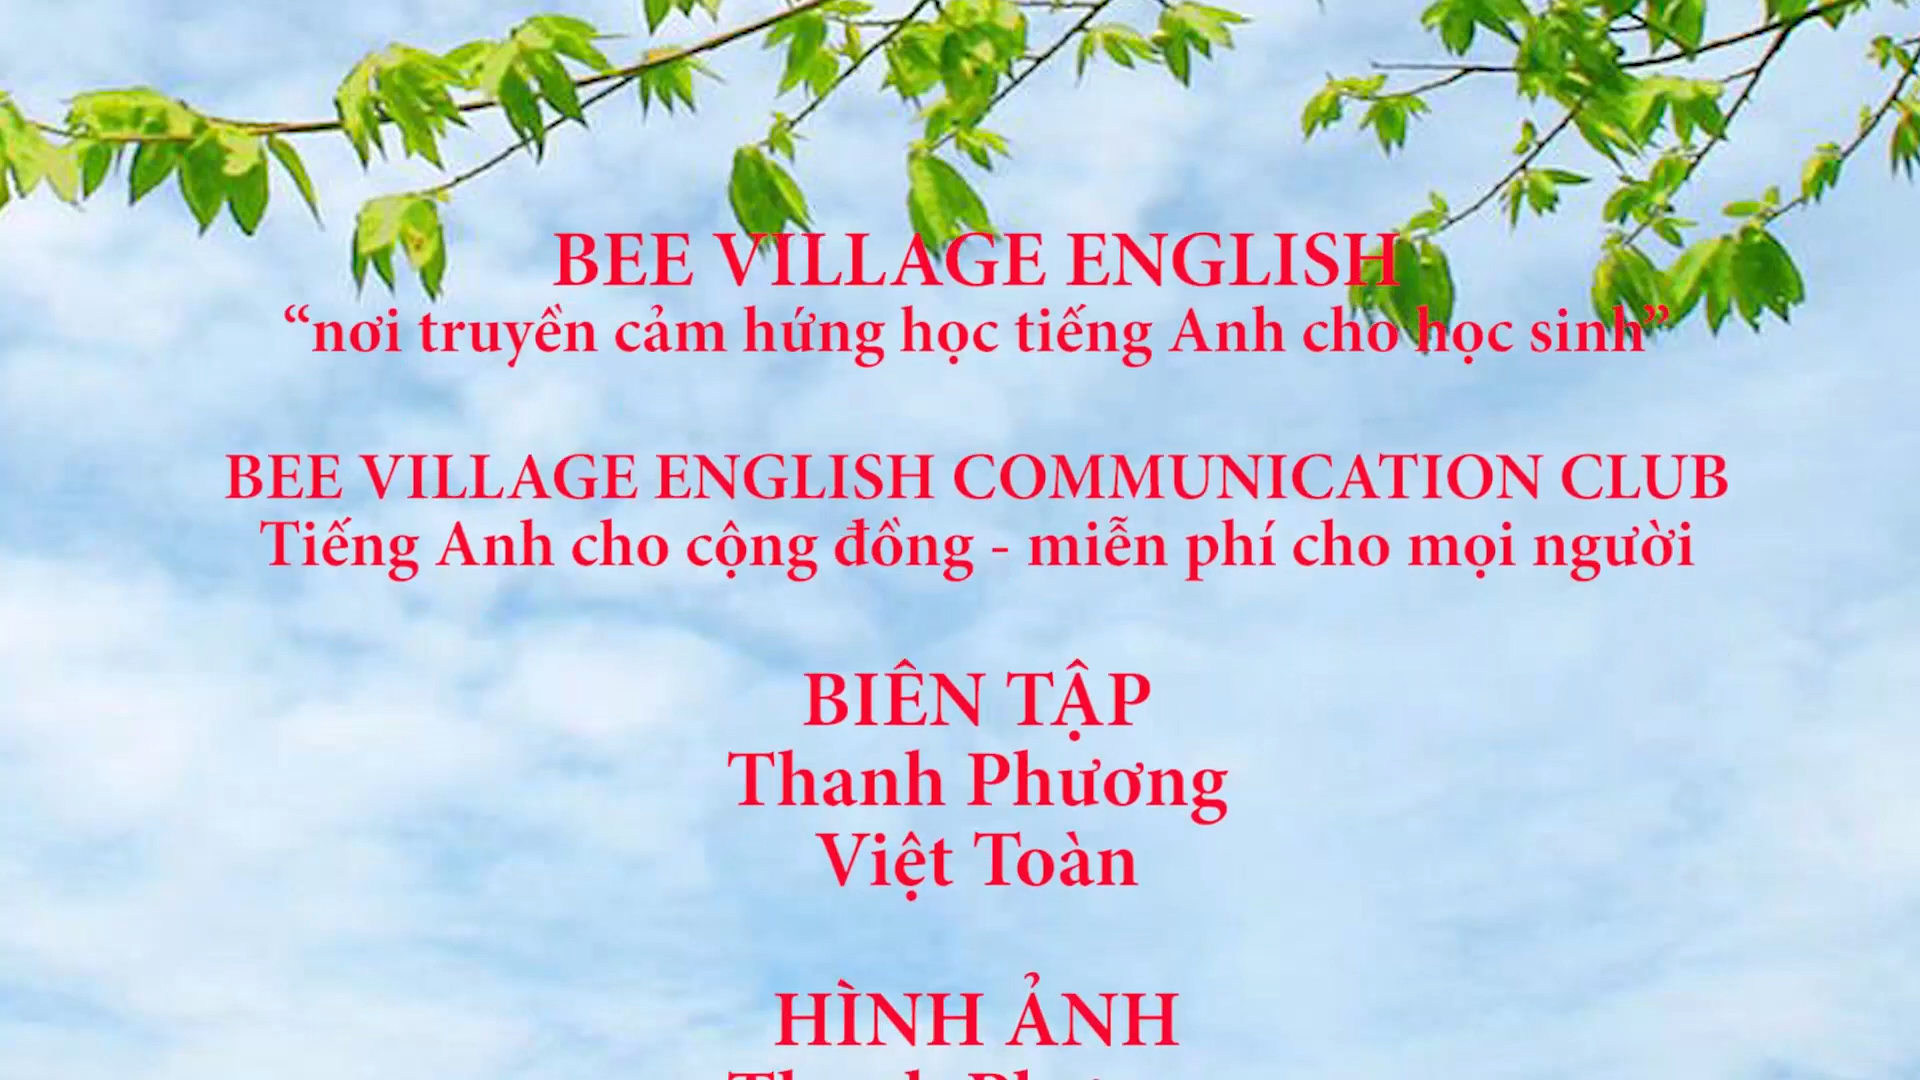 BEE VILLAGE ENGLISH
“nơi truyền cảm hứng học tiếng Anh cho học sinh”
BEE VILLAGE ENGLISH COMMUNICATION CLUB
Tiếng Anh cho cộng đồng - miễn phí cho mọi người
BIÊN TẬP
Thanh Phương
Việt Toàn
HÌNH ẢNH